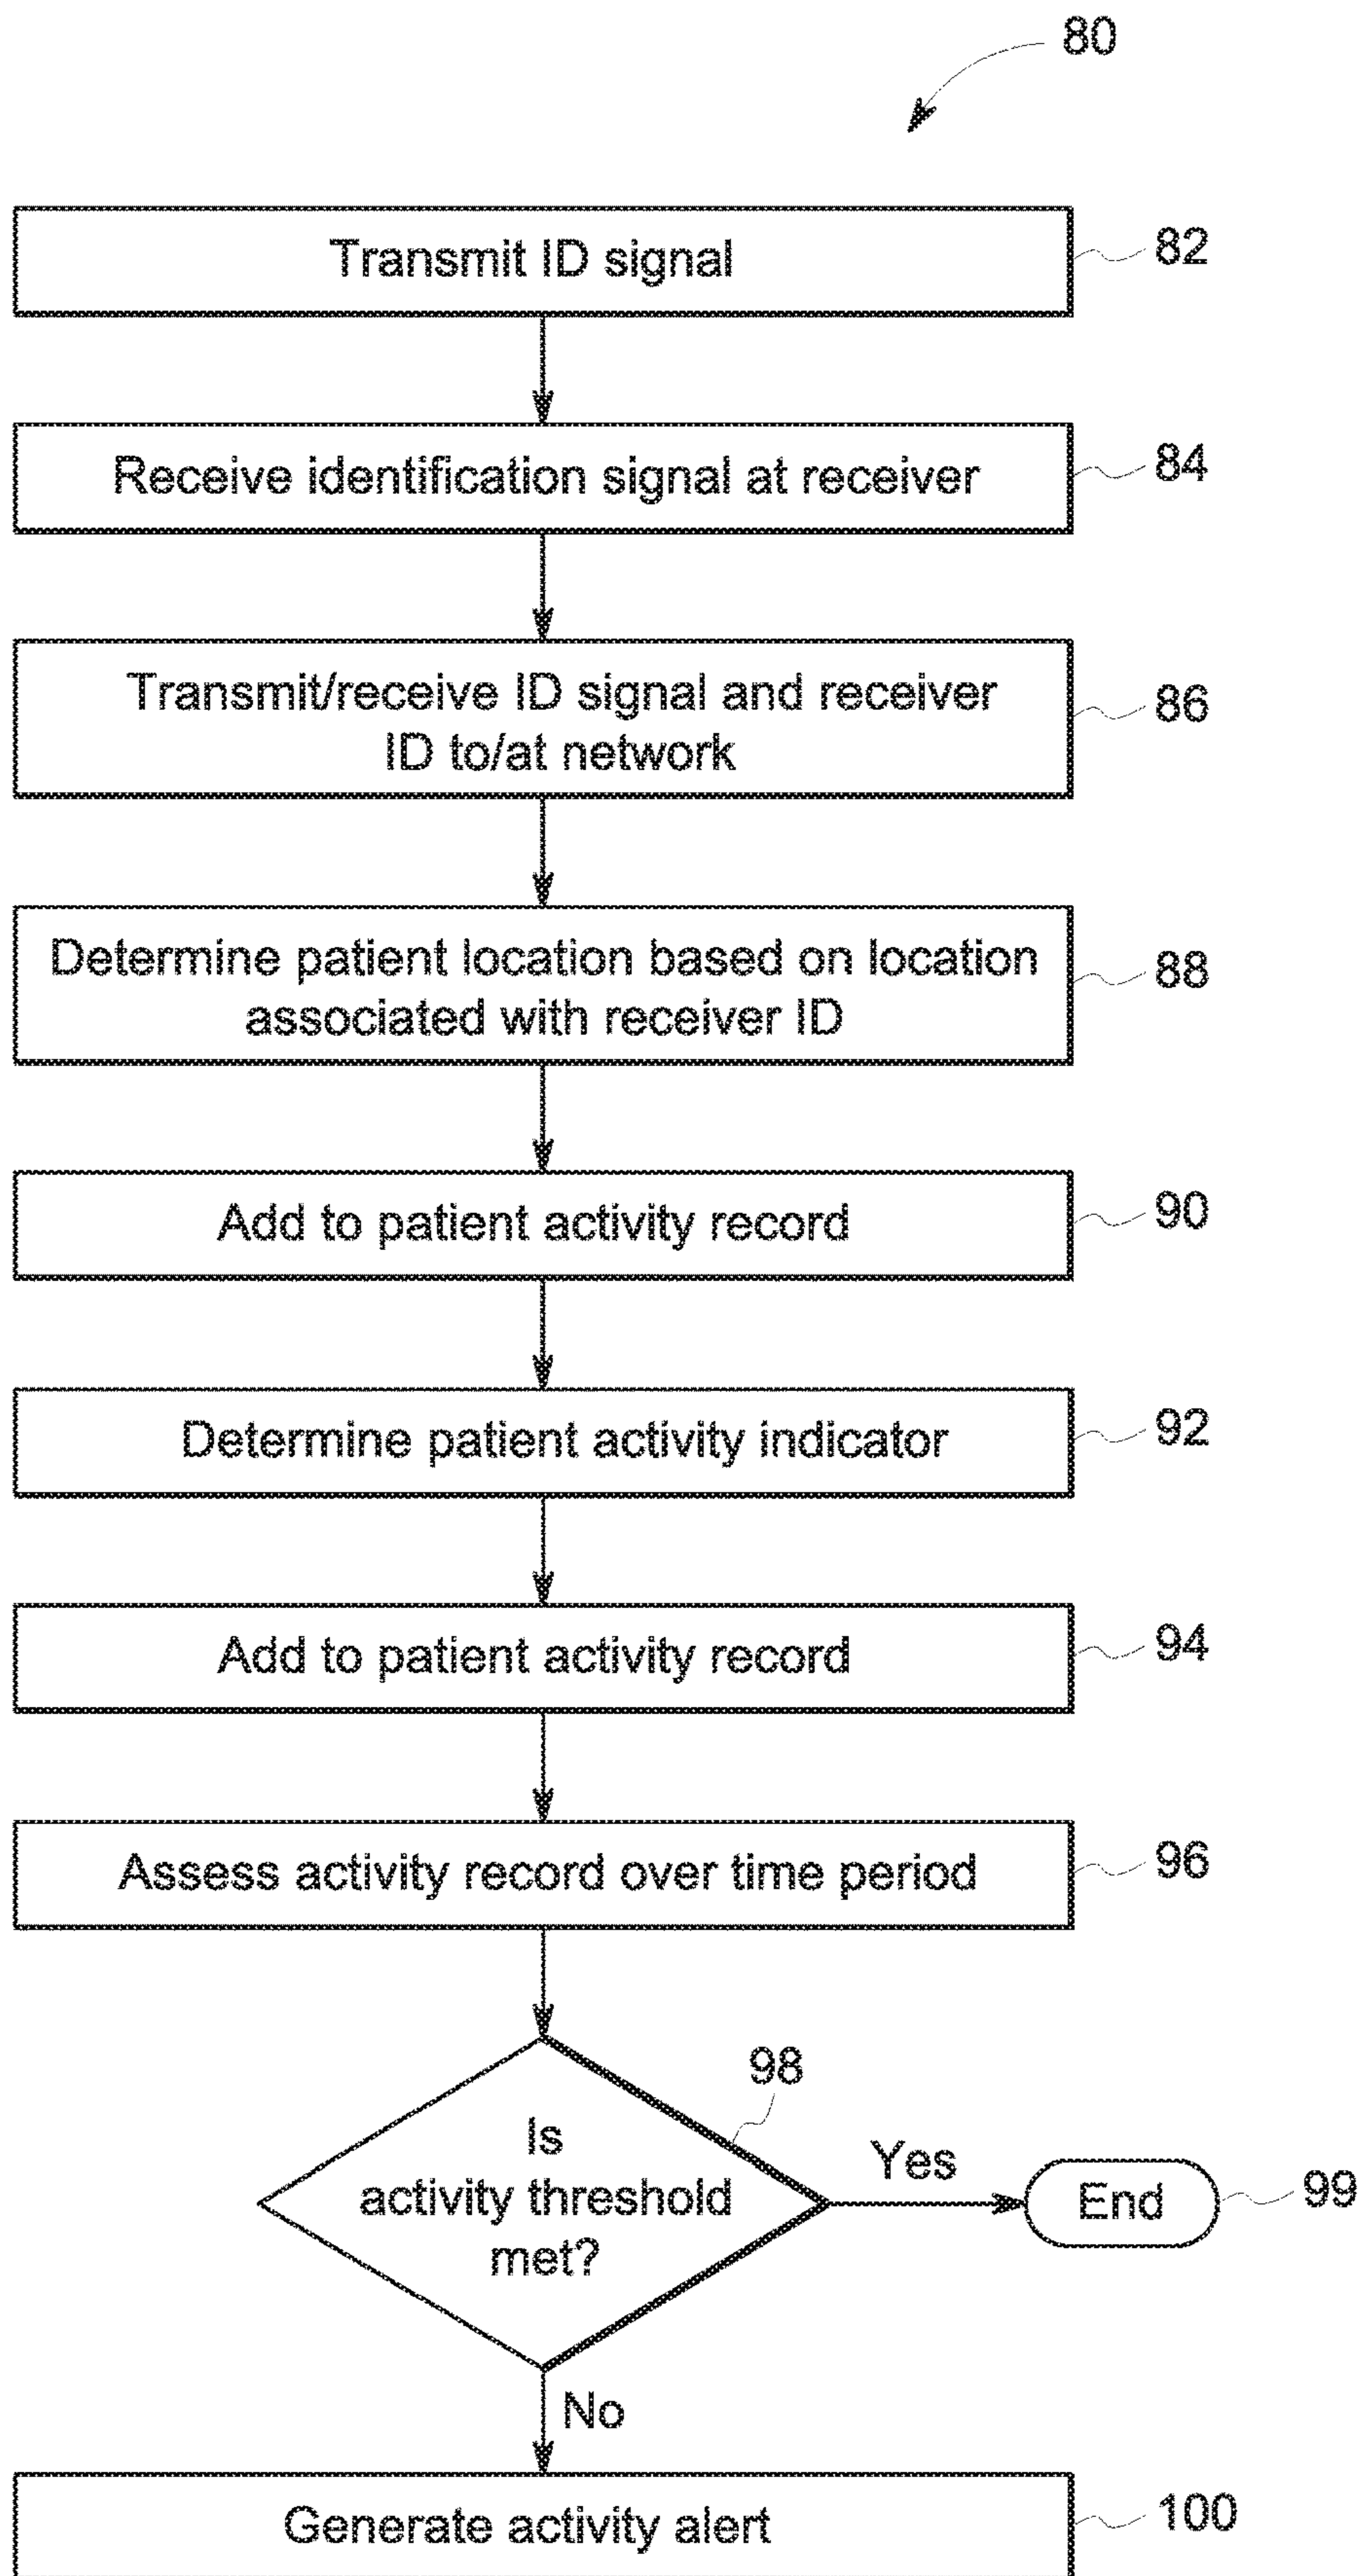 80
Transmit ID signal
82
Receive identification signal at receiver
84
Transmit/receive ID signal and receiver
ID to/at network
86
Determine patient location based on location
associated with receiver ID
88
Add to patient activity record
90
Determine patient activity indicator
92
Add to patient activity record
94
Assess activity record over time period
96
98
Is
activity threshold
met?
Yes
End
99
No
Generate activity alert
100